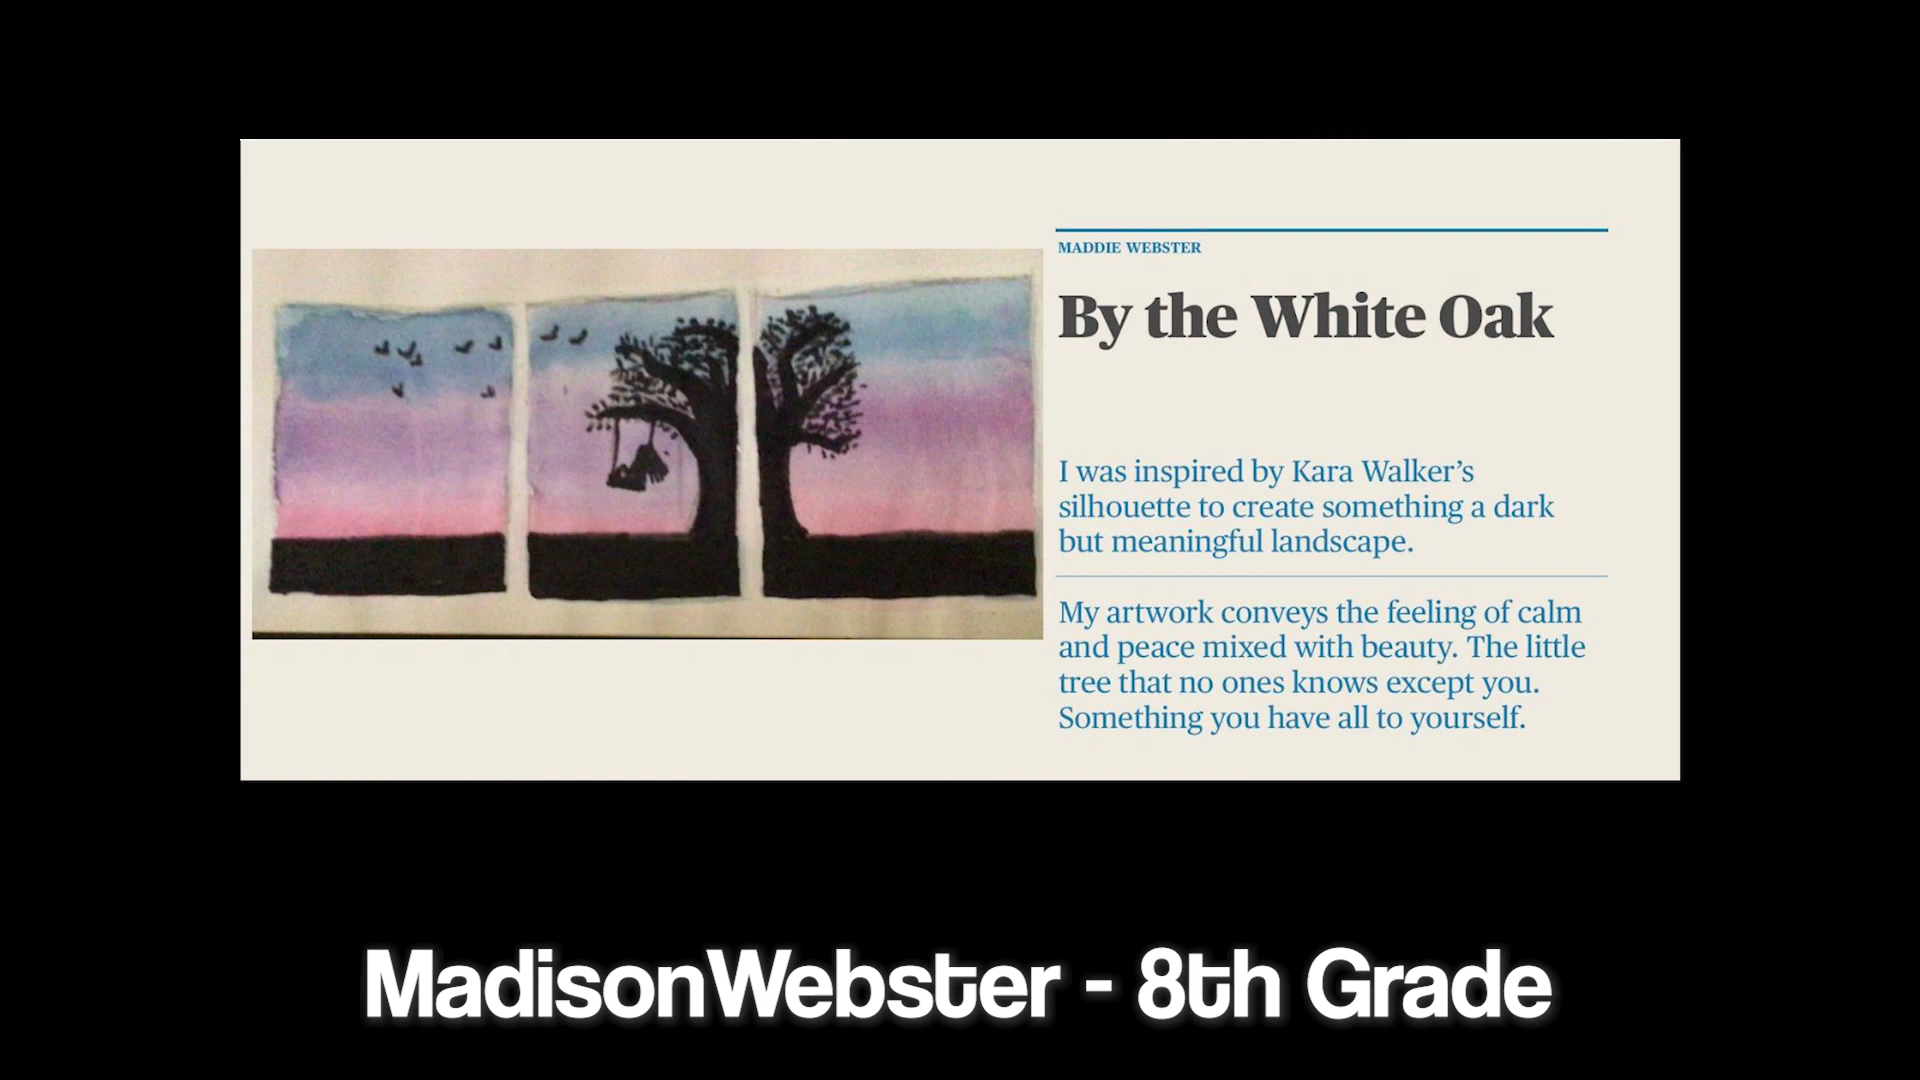 MADDIE WEBSTER
By the White Oak
I was inspired by Kara Walker’s
silhouette to create something a dark
but meaningful landscape.
My artwork conveys the feeling of calm
and peace mixed with beauty. The little
tree that no ones knows except you.
Something you have all to yourself.
MadisonWebster - 8th Grade